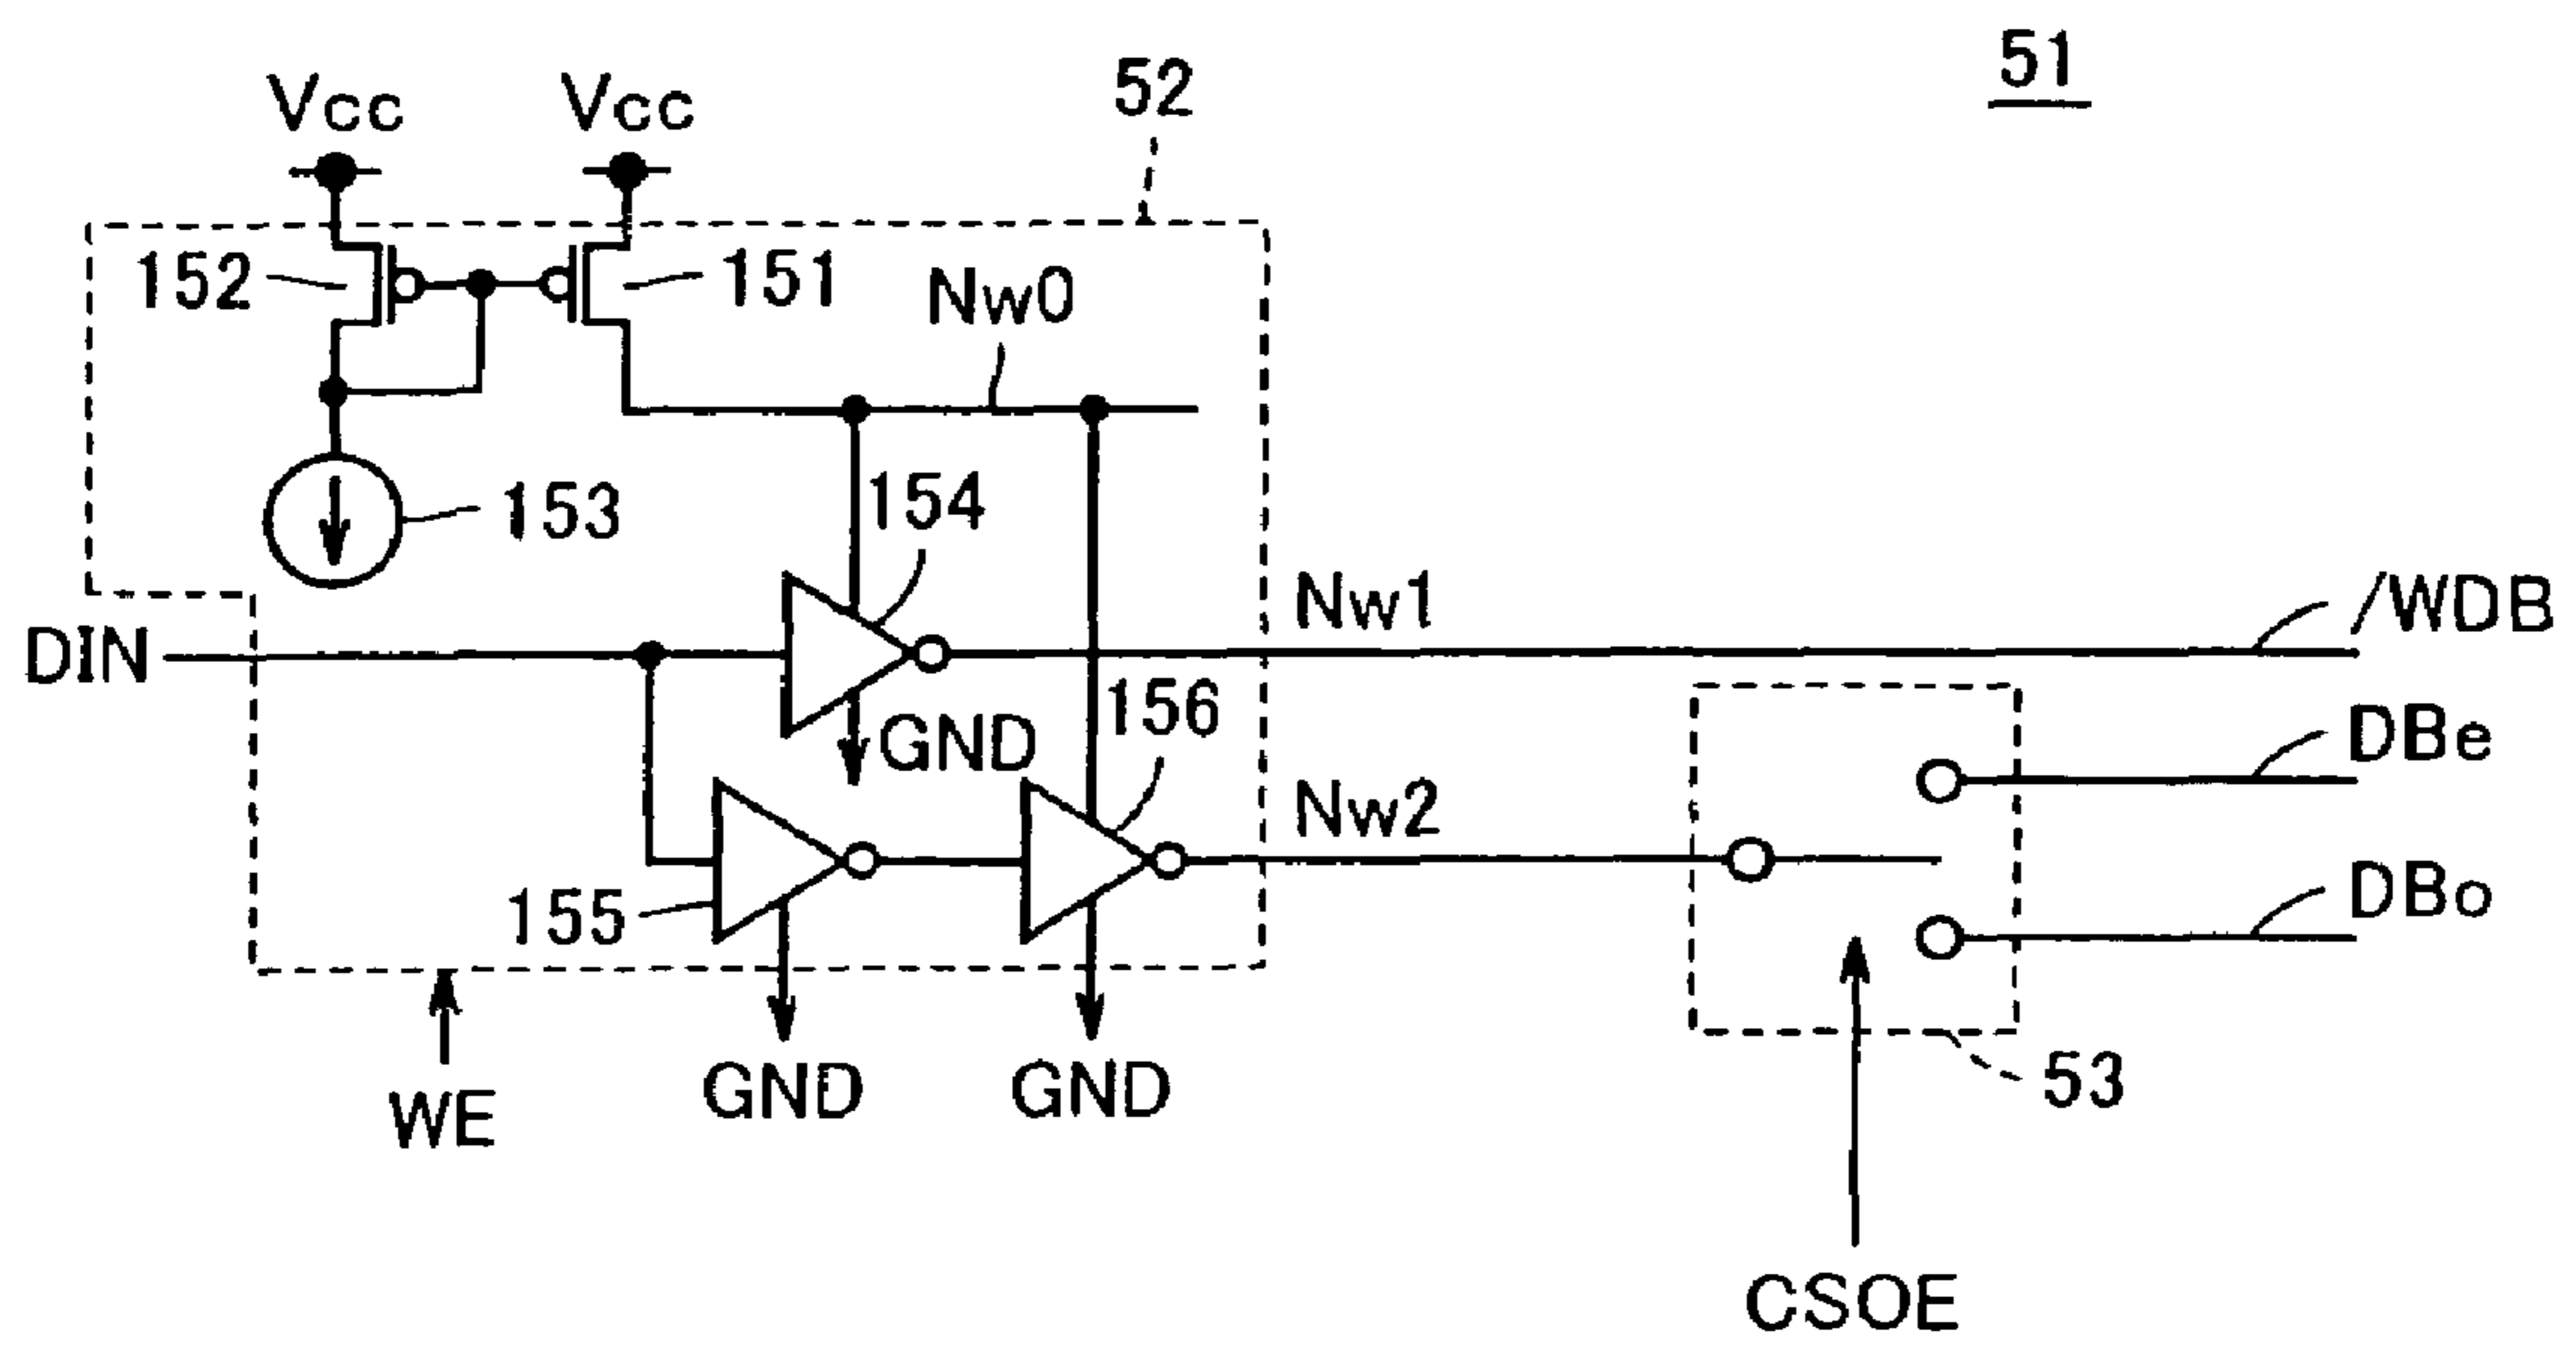 51
52
Vcc
Vcc
152
151
Nw0
153
154
DIN
Nw1
/WDB
GND
156
DBe
Nw2
155
DBo
GND
GND
53
WE
CSOE